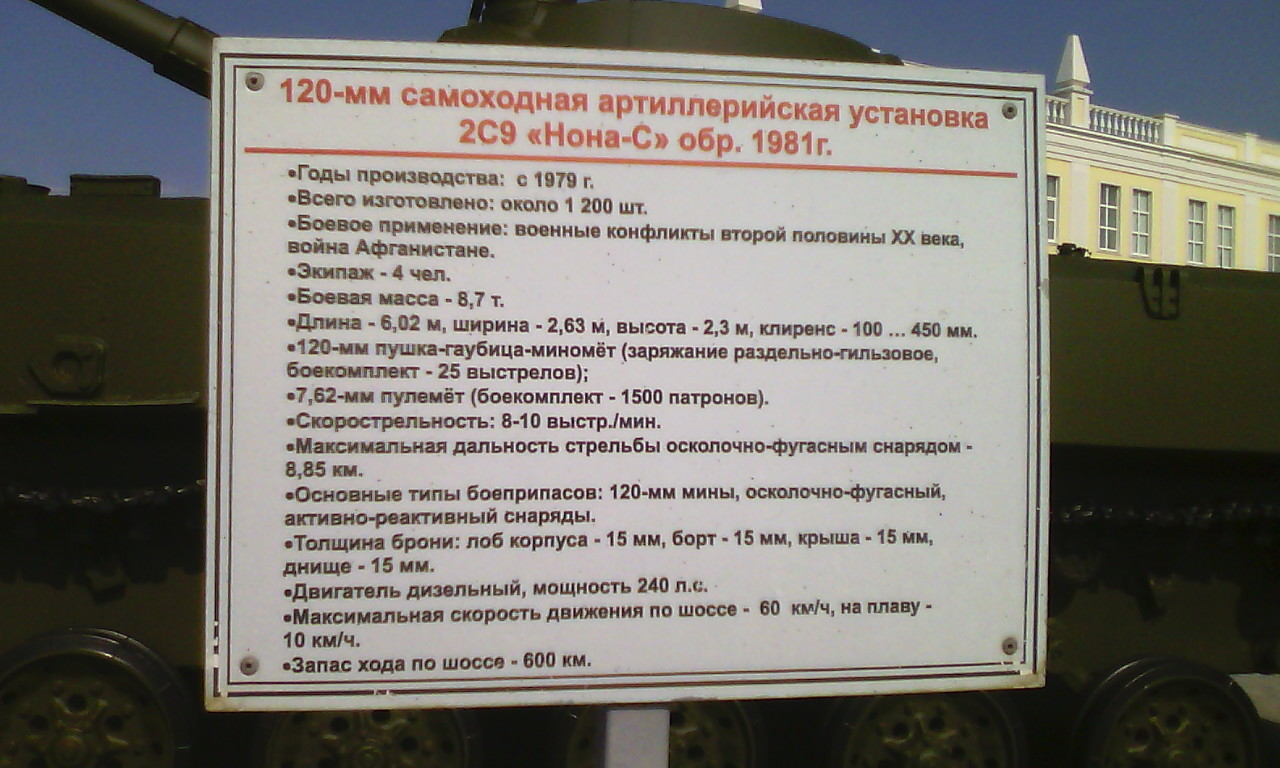 120-мм самоходная артиллерийская установка
2С9 «Нона-С» обр. 1981г.
•Годы производства: с 1979 г.
•Всего изготовлено: около 1 200 шт.
•Боевое применение: военные конфликты второй половины XX века,
война Афганистане.
•Экипаж - 4 чел.
•Боевая масса - 8,7 т.
•Длина - 6,02 м, ширина - 2,63 м, высота - 2,3 м, клиренс - 100 ... 450 мм.
•120-мм пушка-гаубица-миномёт (заряжание раздельно-гильзовое,
боекомплект - 25 выстрелов);
•7,62-мм пулемёт (боекомплект - 1500 патронов).
•Скорострельность: 8-10 выстр./мин.
•Максимальная дальность стрельбы осколочно-фугасным снарядом -
8,85 км.
•Основные типы боеприпасов: 120-мм мины, осколочно-фугасный,
активно-реактивный снаряды.
•Толщина брони: лоб корпуса - 15 мм, борт - 15 мм, крыша - 15 мм,
днище - 15 мм.
•Двигатель дизельный, мощность 240 л.с.
•Максимальная скорость движения по шоссе - 60 км/ч, на плаву -
10 км/ч.
•Запас хода по шоссе - 600 км.